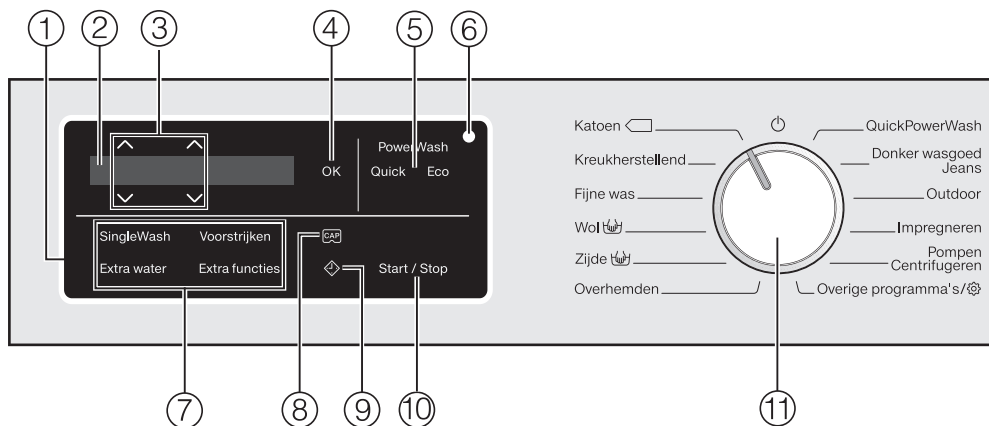 ① ② ③ ④ ⑤ ⑥
PowerWash
OK Quick Eco
SingleWash Voorstrijken
CAP
Extra water Extra functies
Start / Stop
Katoen
Kreukherstellend
Fijne was
Wol
Zijde
Overhemden
QuickPowerWash
Donker wasgoed
Jeans
Outdoor
Impregneren
Pompen
Centrifugeren
Overige programma's/
⑦ ⑧ ⑨ ⑩ ⑪